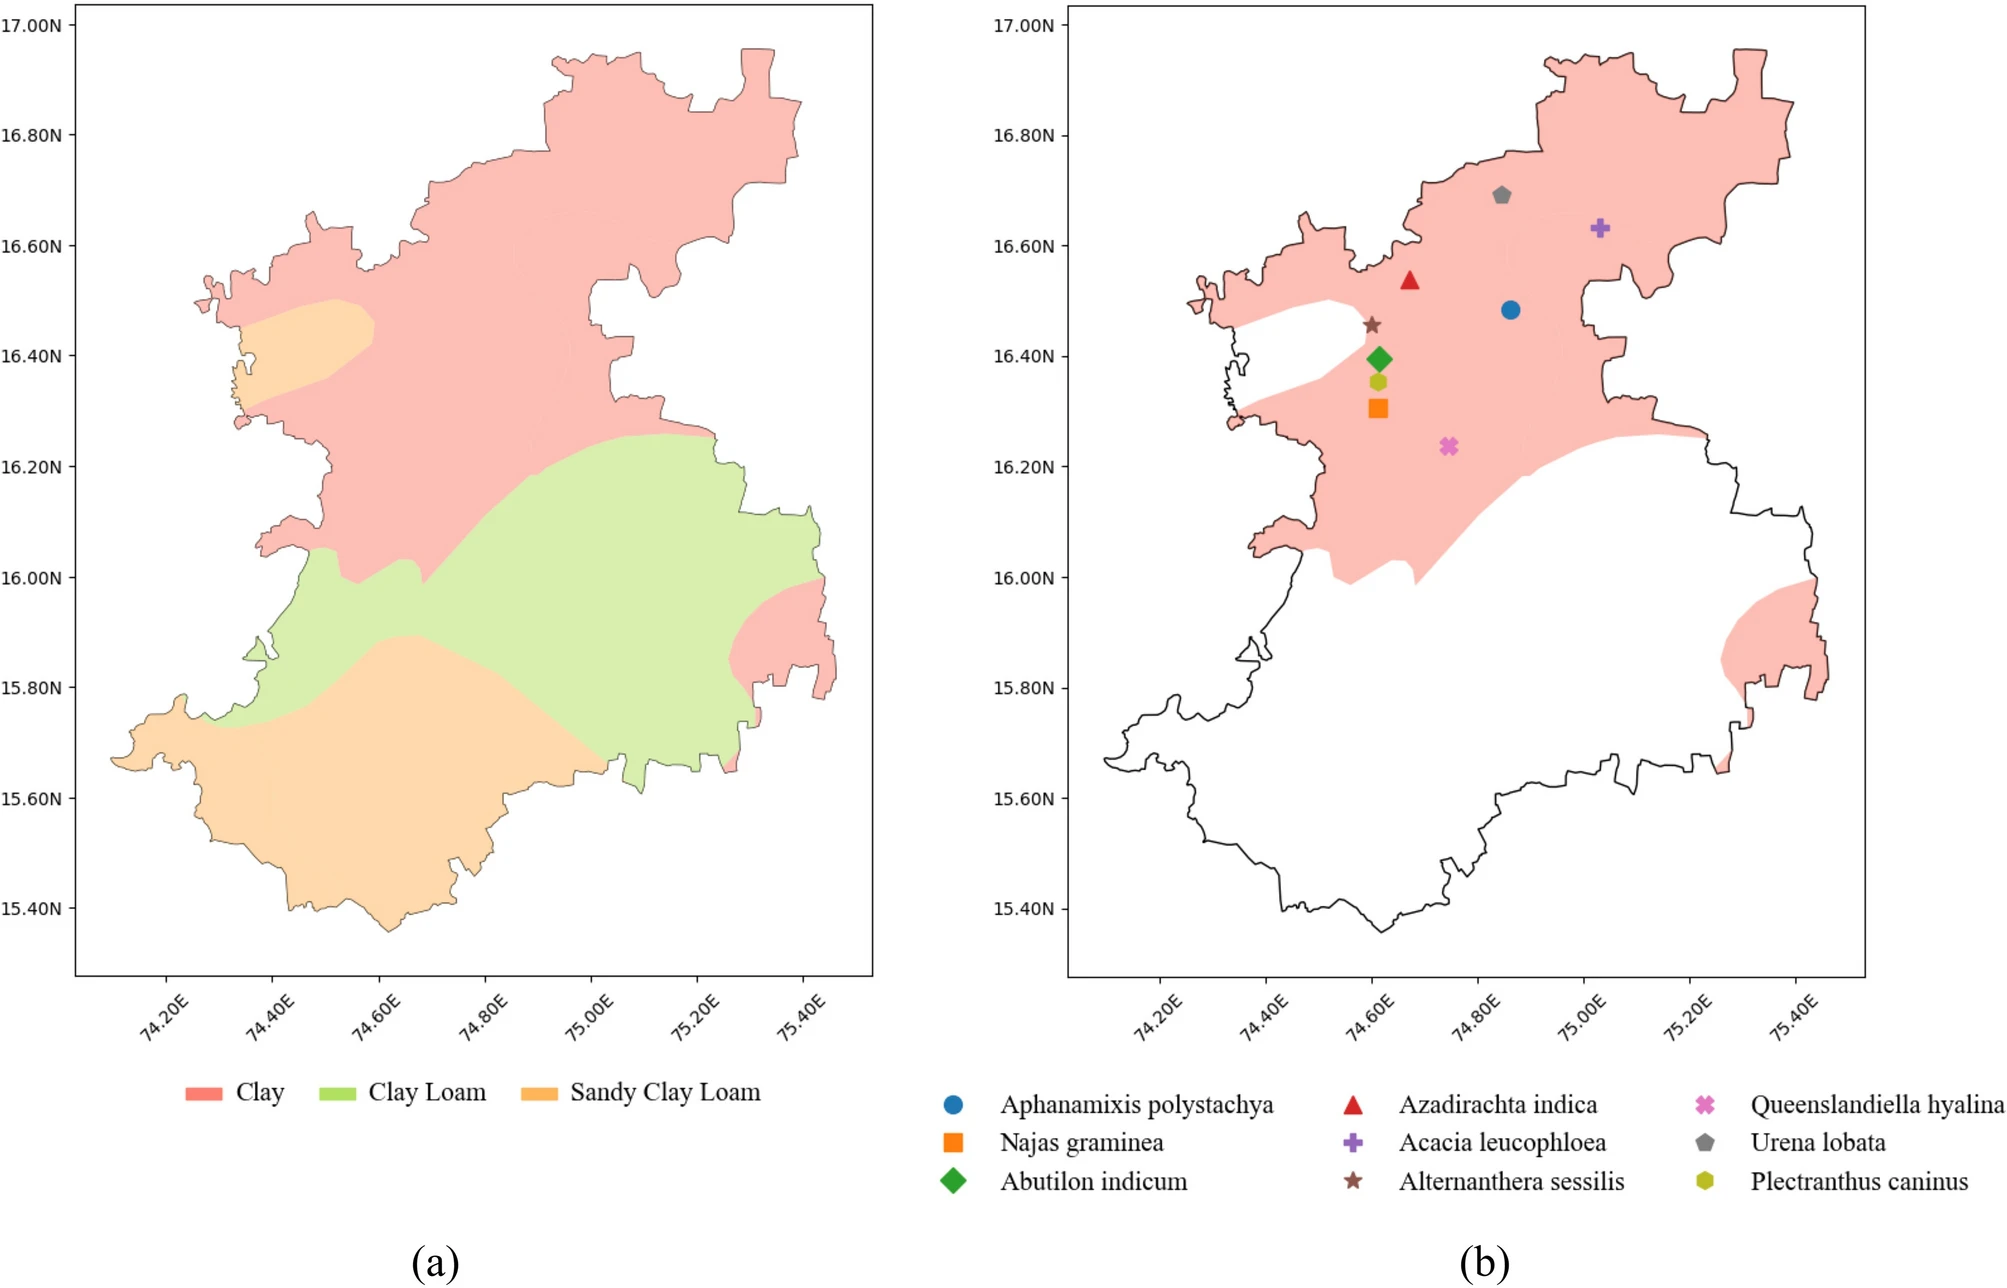 17.00N
16.80N
16.60N
16.40N
16.20N
16.00N
15.80N
15.60N
15.40N
74.20E 74.40E 74.60E 74.80E 75.00E 75.20E 75.40E
Clay Clay Loam Sandy Clay Loam
(a)
17.00N
16.80N
16.60N
16.40N
16.20N
16.00N
15.80N
15.60N
15.40N
74.20E 74.40E 74.60E 74.80E 75.00E 75.20E 75.40E
Aphanamixis polystachya Azadirachta indica Queenslandiella hyalina
Najas graminea Acacia leucophloea Urena lobata
Abutilon indicum Alternanthera sessilis Plectranthus caninus
(b)